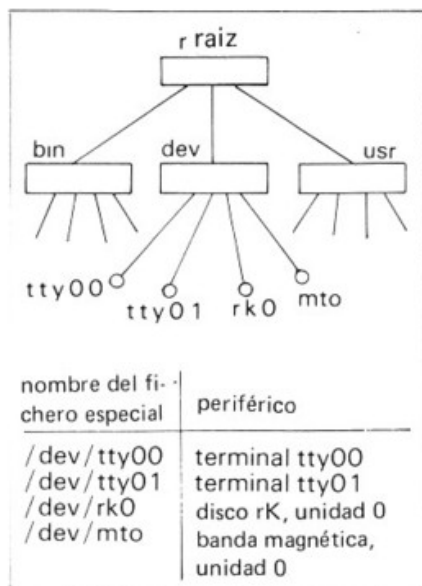 r raiz
bin dev usr
tty00 tty01 rk0 mto
nombre del fi-
chero especial
periférico
/dev/tty00 terminal tty00
/dev/tty01 terminal tty01
/dev/rk0 disco rK, unidad 0
/dev/mto banda magnética,
unidad 0